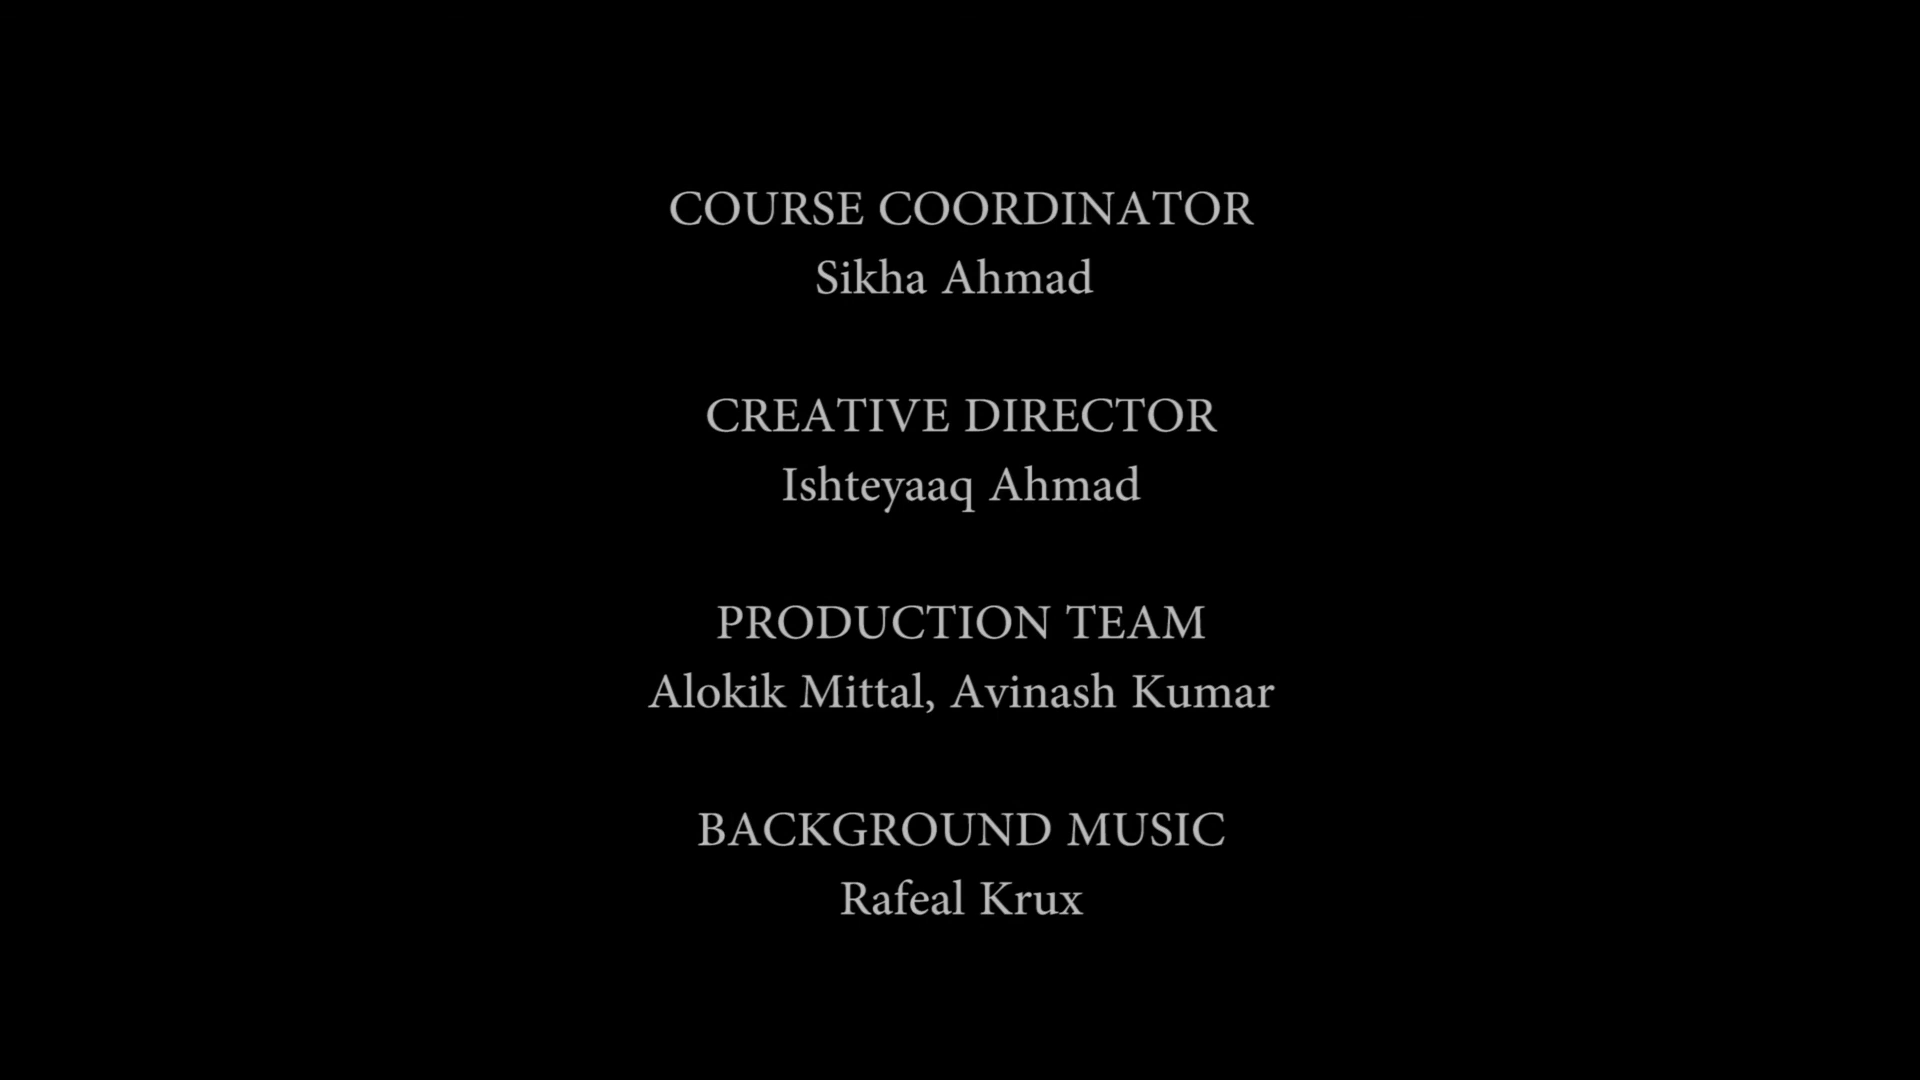 COURSE COORDINATOR
Sikha Ahmad
CREATIVE DIRECTOR
Ishteyaaq Ahmad
PRODUCTION TEAM
Alokik Mittal, Avinash Kumar
BACKGROUND MUSIC
Rafeal Krux